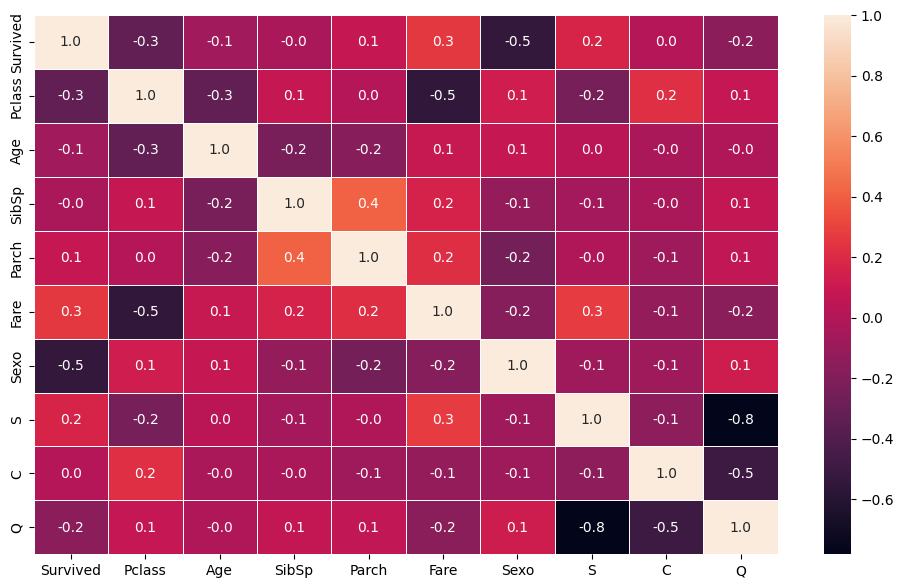 Survived 1.0 -0.3 -0.1 -0.0 0.1 0.3 -0.5 0.2 0.0 -0.2
Pclass -0.3 1.0 -0.3 0.1 0.0 -0.5 0.1 -0.2 0.2 0.1
Age -0.1 -0.3 1.0 -0.2 -0.2 0.1 0.1 0.0 -0.0 -0.0
SibSp -0.0 0.1 -0.2 1.0 0.4 0.2 -0.1 -0.1 -0.0 0.1
Parch 0.1 0.0 -0.2 0.4 1.0 0.2 -0.2 -0.0 -0.1 0.1
Fare 0.3 -0.5 0.1 0.2 0.2 1.0 -0.2 0.3 -0.1 -0.2
Sexo -0.5 0.1 0.1 -0.1 -0.2 -0.2 1.0 -0.1 -0.1 0.1
S 0.2 -0.2 0.0 -0.1 -0.0 0.3 -0.1 1.0 -0.1 -0.8
C 0.0 0.2 -0.0 -0.0 -0.1 -0.1 -0.1 -0.1 1.0 -0.5
Q -0.2 0.1 -0.0 0.1 0.1 -0.2 0.1 -0.8 -0.5 1.0
Survived Pclass Age SibSp Parch Fare Sexo S C Q
1.0
0.8
0.6
0.4
0.2
0.0
-0.2
-0.4
-0.6